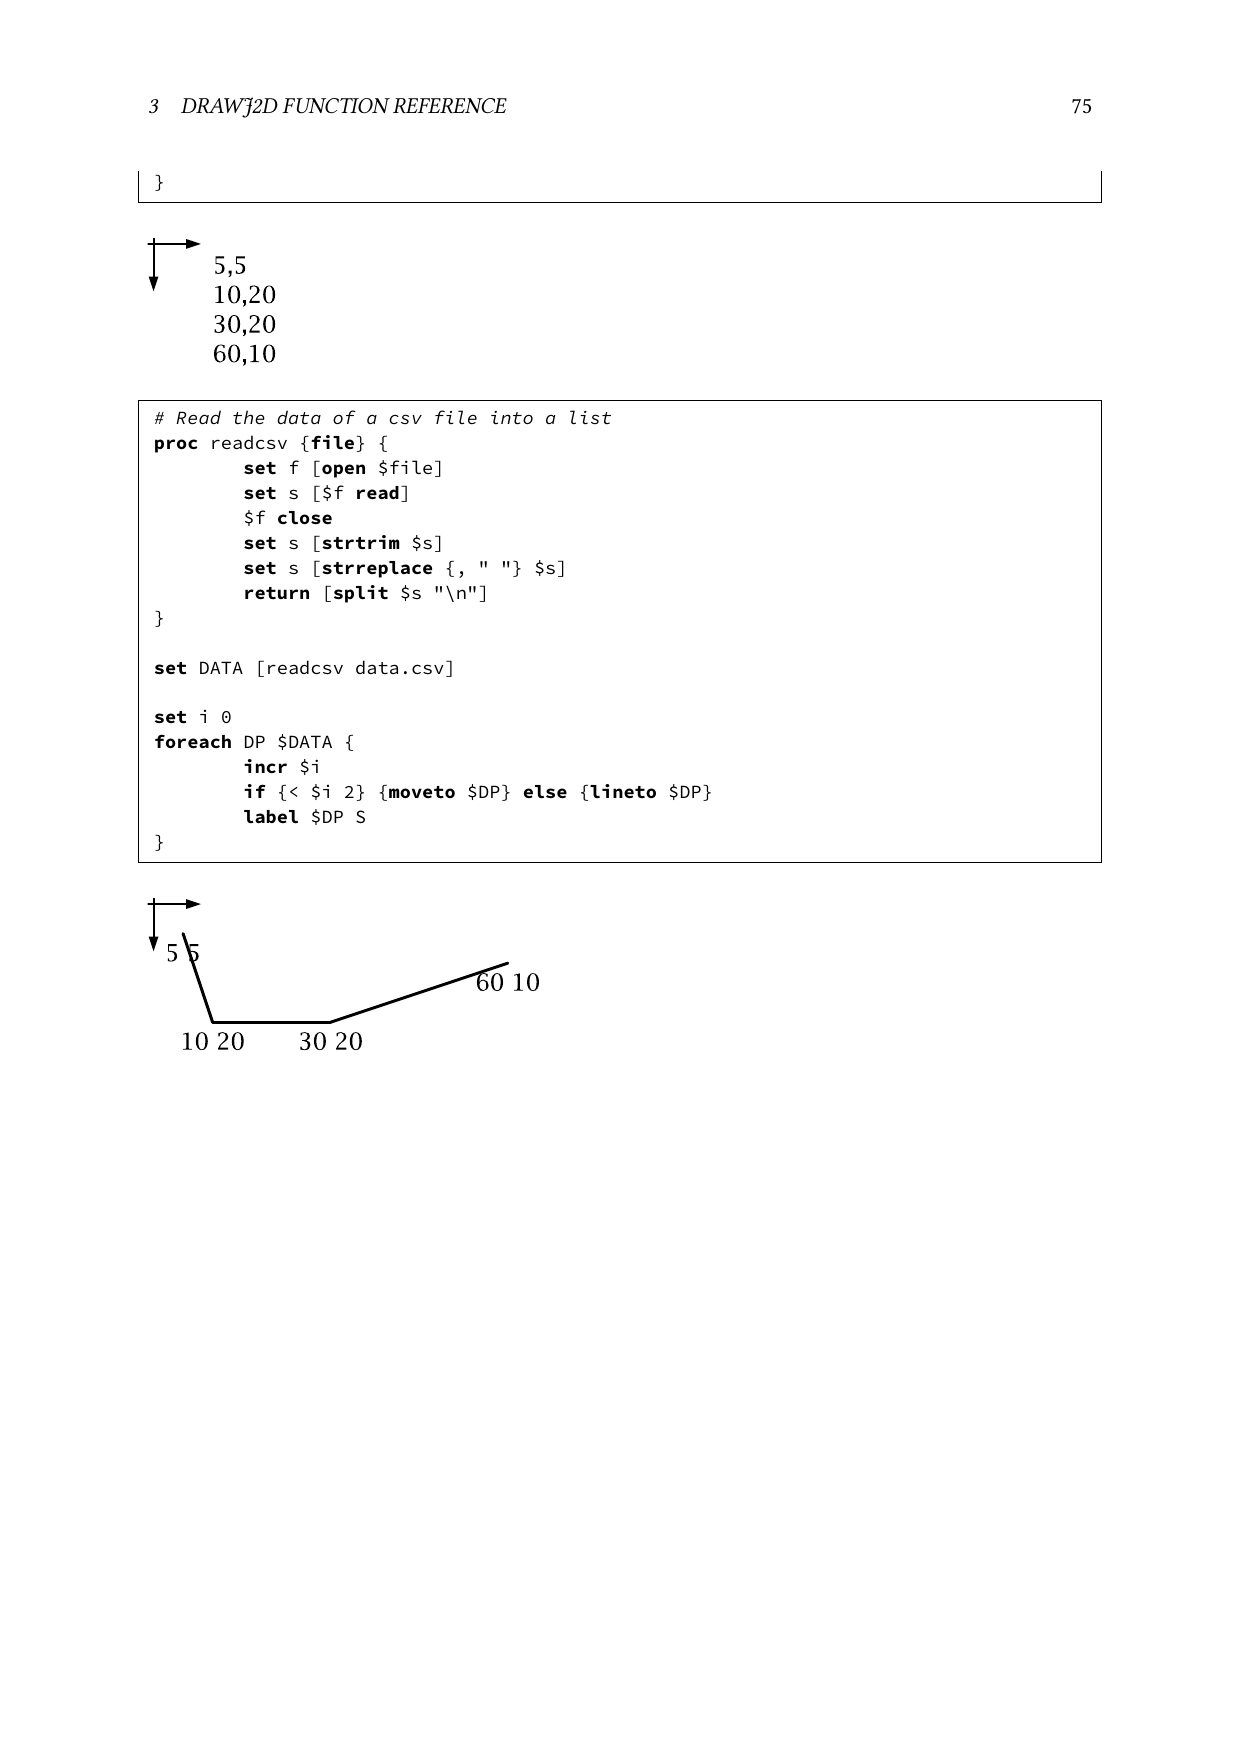 3 DRAWJ2D FUNCTION REFERENCE 75
}
5,5
10,20
30,20
60,10
# Read the data of a csv file into a list
proc readcsv {file} {
        set f [open $file]
        set s [$f read]
        $f close
        set s [strtrim $s]
        set s [strreplace {, " "} $s]
        return [split $s "\n"]
}
set DATA [readcsv data.csv]
set i 0
foreach DP $DATA {
        incr $i
        if {< $i 2} {moveto $DP} else {lineto $DP}
        label $DP S
}
5 5
60 10
10 20 30 20